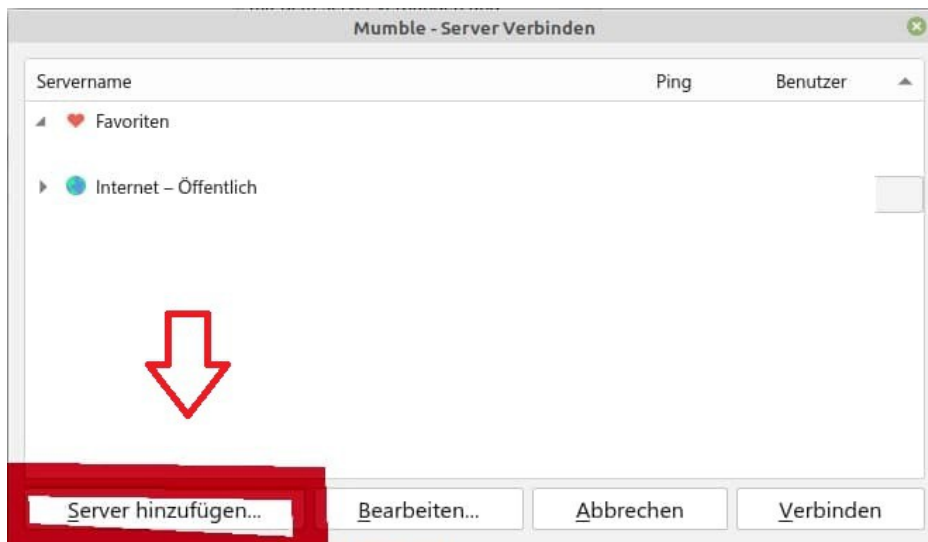 Mumble - Server Verbinden
Servername Ping Benutzer
Favoriten
Internet – Öffentlich
Server hinzufügen... Bearbeiten... Abbrechen Verbinden